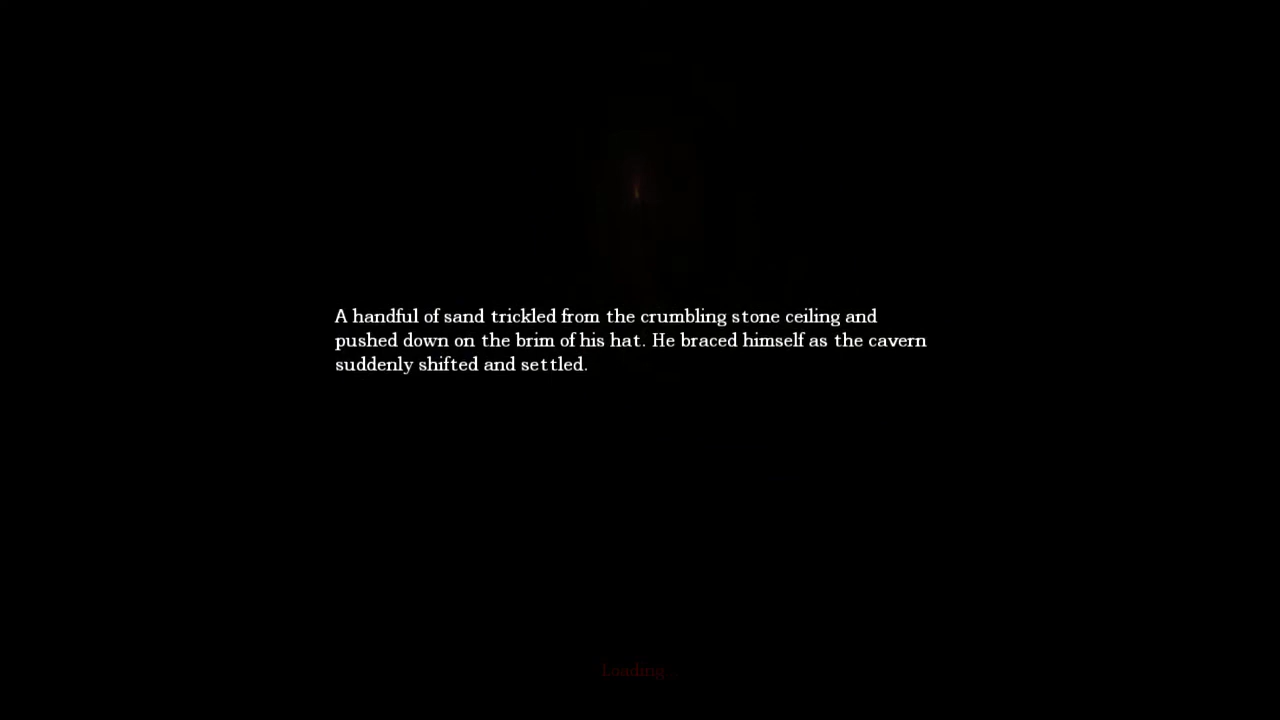 A handful of sand trickled from the crumbling stone ceiling and
pushed down on the brim of his hat. He braced himself as the cavern
suddenly shifted and settled.
Loading...